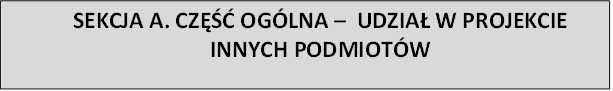 SEKCJA A. CZĘŚĆ OGÓLNA – UDZIAŁ W PROJEKCIE
INNYCH PODMIOTÓW